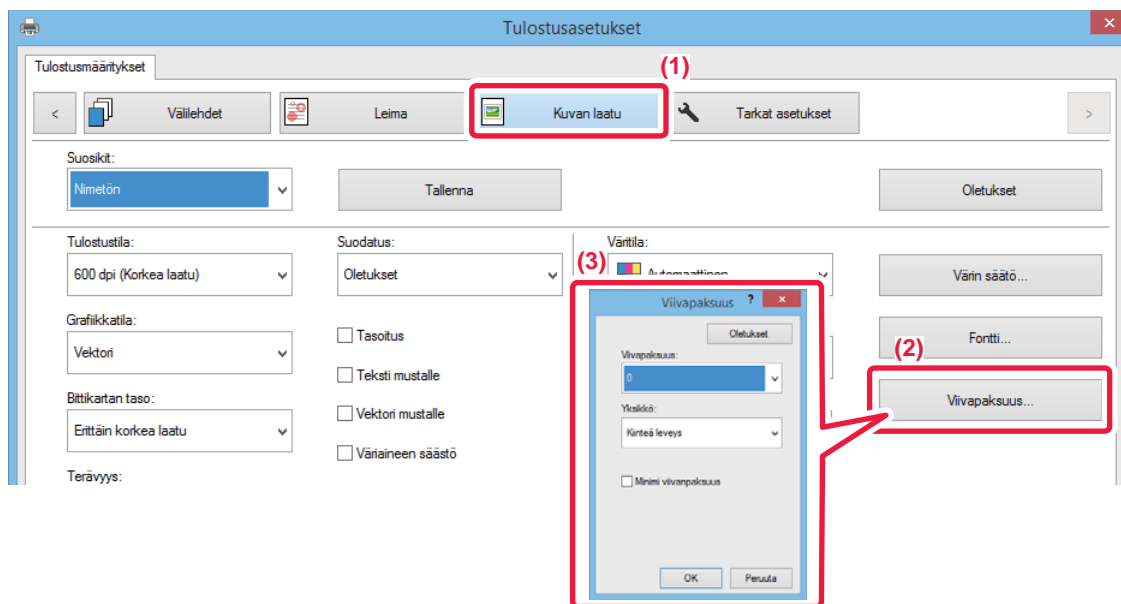 Tulostusasetukset
Tulostusmääritykset
(1)
< Välilehdet Leima Kuvan laatu Tarkat asetukset >
Suosikit:
Nimetön Tallenna Oletukset
Tulostustila: Suodatus: Väritila:
600 dpi (Korkea laatu) Oletukset Automaattinen Värin säätö...
Grafiikkatila:
Vektori
Tasoitus
Fontti...
Teksti mustalle
Bittikartan taso:
Erittäin korkea laatu
Vektori mustalle
Viivapaksuus...
Väriaineen säästö
Terävyys:
(2)
(3)
Viivapaksuus ? ×
Oletukset
Viivapaksuus:
0
Yksikkö:
Kinteä leveys
Minimi viivanpaksuus
OK Peruuta